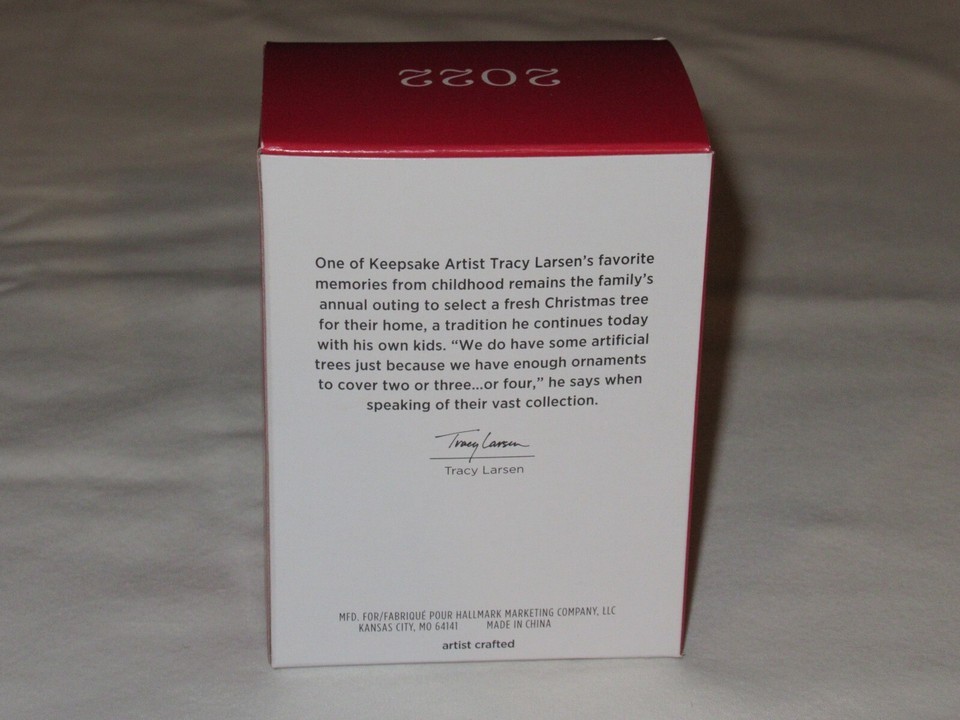 2022
One of Keepsake Artist Tracy Larsen’s favorite
memories from childhood remains the family’s
annual outing to select a fresh Christmas tree
for their home, a tradition he continues today
with his own kids. “We do have some artificial
trees just because we have enough ornaments
to cover two or three...or four,” he says when
speaking of their vast collection.
Tracy Larsen
Tracy Larsen
MFD. FOR/FABRIQUÉ POUR HALLMARK MARKETING COMPANY, LLC
KANSAS CITY, MO 64141 MADE IN CHINA
artist crafted